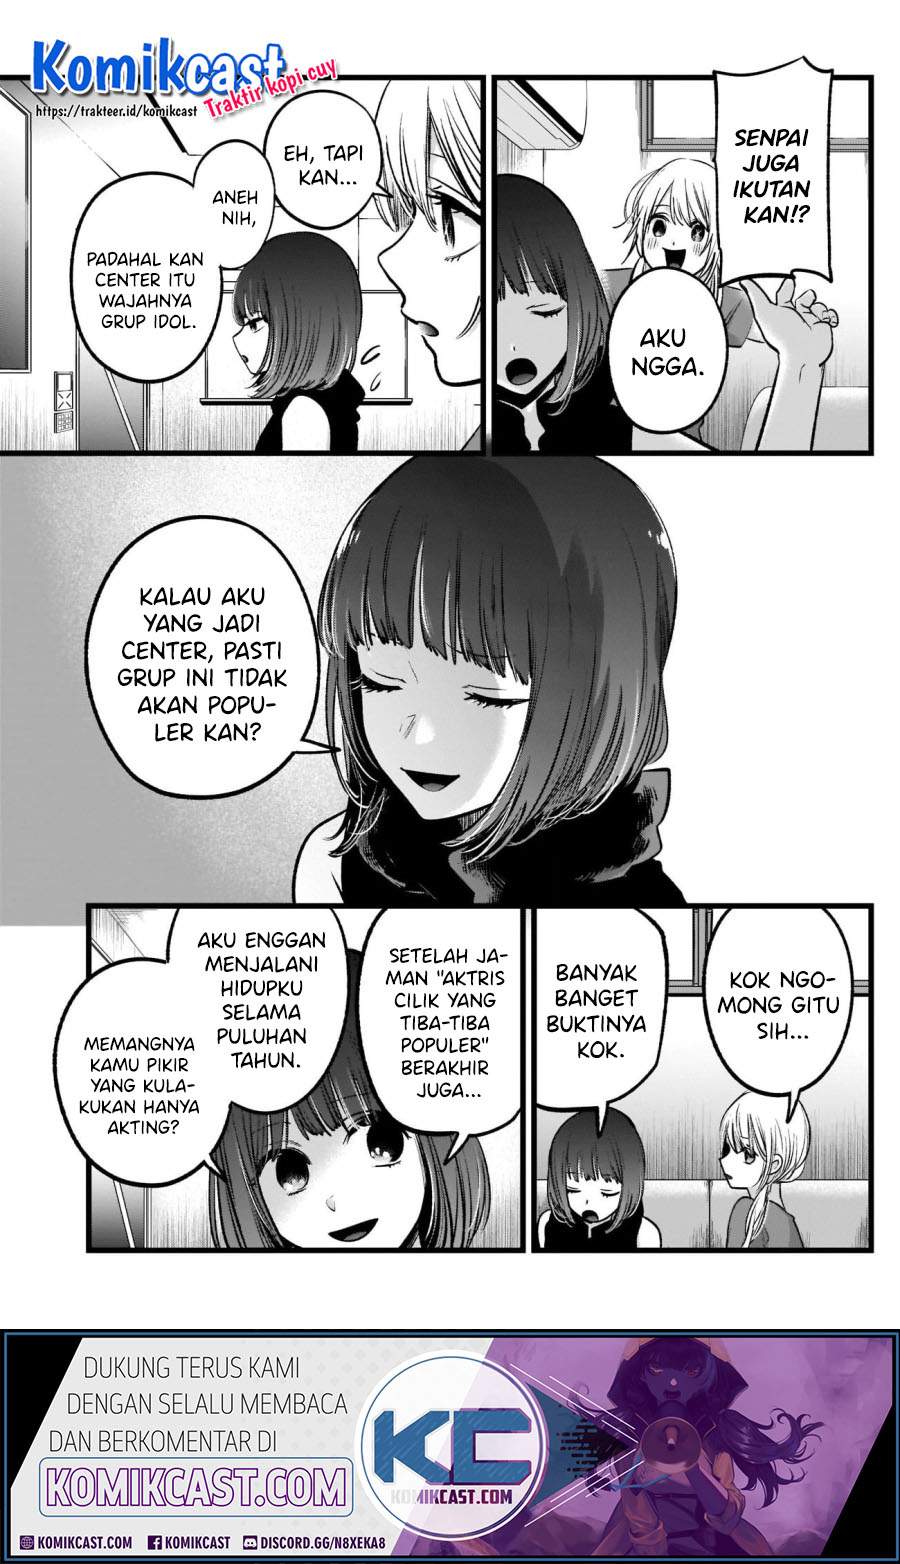 Komikcast
Traktir kopi cuy
https://trakteer.id/komikcast
SENPAI
JUGA
IKUTAN
KAN!?
AKU
NGGA.
EH, TAPI
KAN...
ANEH
NIH,
PADAHAL KAN
CENTER ITU
WAJAHNYA
GRUP IDOL.
KALAU AKU
YANG JADI
CENTER, PASTI
GRUP INI TIDAK
AKAN POPU-
LER KAN?
KOK NGO-
MONG GITU
SIH...
BANYAK
BANGET
BUKTINYA
KOK.
SETELAH JA-
MAN "AKTRIS
CILIK YANG
TIBA-TIBA
POPULER"
BERAKHIR
JUGA...
AKU ENGGAN
MENJALANI
HIDUPKU
SELAMA
PULUHAN
TAHUN.
MEMANGNYA
KAMU PIKIR
YANG KULA-
KUKAN HANYA
AKTING?
DUKUNG TERUS KAMI
DENGAN SELALU MEMBACA
DAN BERKOMENTAR DI
KOMIKCAST.COM
KC
KOMIKCAST.COM
KOMIKCAST.COM FB.COM/KOMIKCAST DISCORD.GG/N8XEKA8